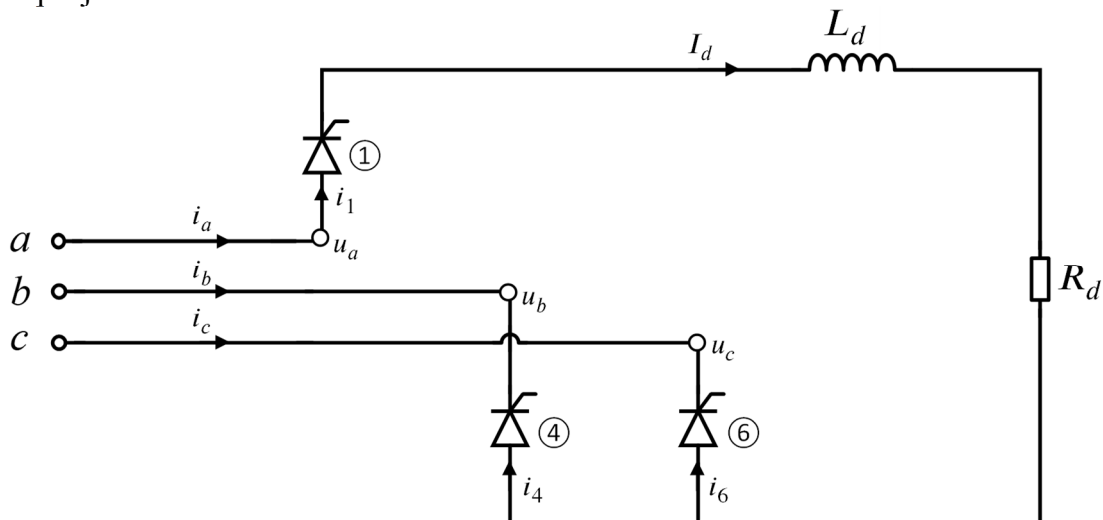 L_d
I_d
①
i_1
i_a
a
u_a
i_b
b
u_b
R_d
i_c
c
u_c
④
⑥
i_4
i_6